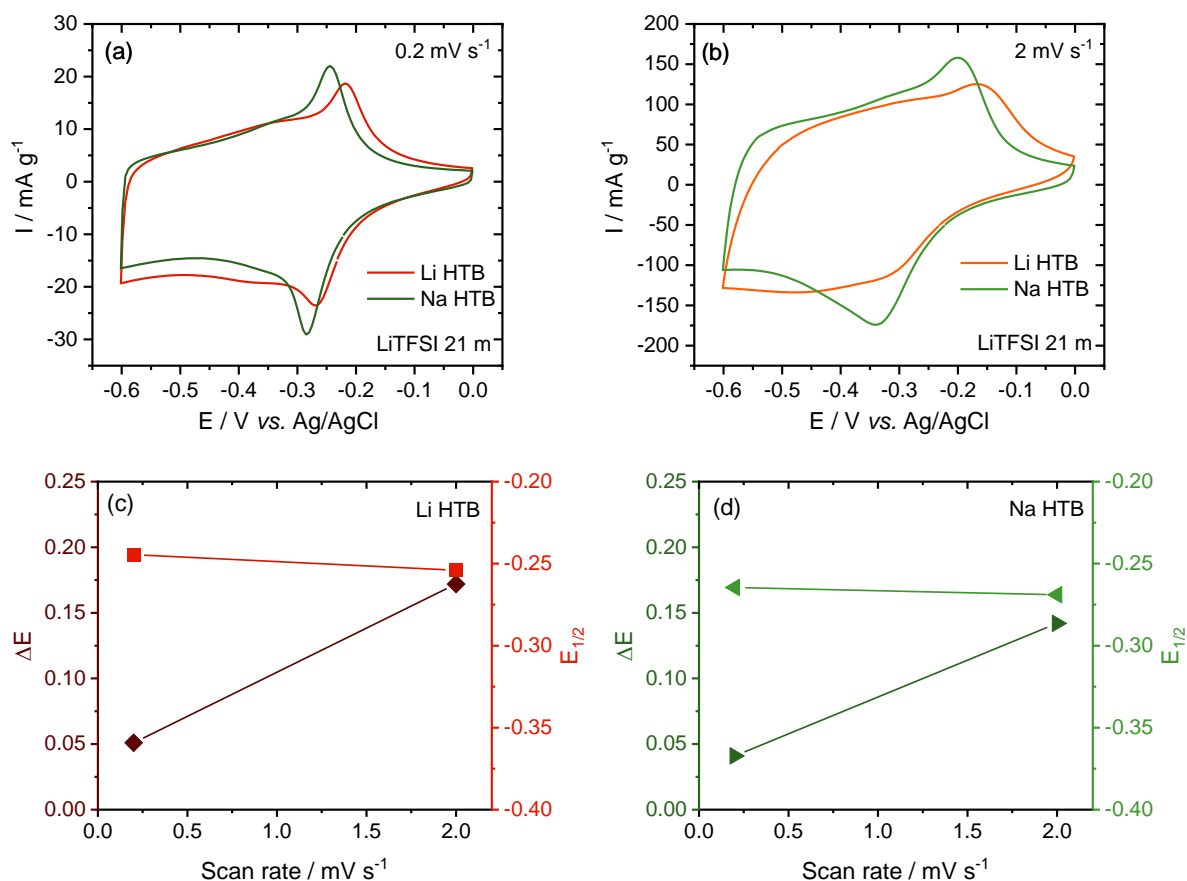 (a)
0.2 mV s⁻¹
30
20
10
0
-10
-20
-30
I / mA g⁻¹
Li HTB
Na HTB
LiTFSI 21 m
-0.6 -0.5 -0.4 -0.3 -0.2 -0.1 0.0
E / V vs. Ag/AgCl
(b)
2 mV s⁻¹
200
150
100
50
0
-50
-100
-150
-200
I / mA g⁻¹
Li HTB
Na HTB
LiTFSI 21 m
-0.6 -0.5 -0.4 -0.3 -0.2 -0.1 0.0
E / V vs. Ag/AgCl
(c)
Li HTB
0.25
0.20
0.15
0.10
0.05
0.00
ΔE
-0.20
-0.25
-0.30
-0.35
-0.40
E1/2
0.0 0.5 1.0 1.5 2.0
Scan rate / mV s⁻¹
(d)
Na HTB
0.25
0.20
0.15
0.10
0.05
0.00
ΔE
-0.20
-0.25
-0.30
-0.35
-0.40
E1/2
0.0 0.5 1.0 1.5 2.0
Scan rate / mV s⁻¹